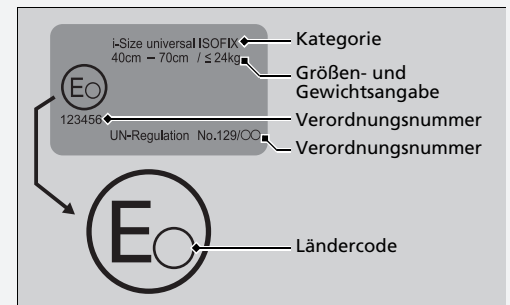 i-Size universal ISOFIX
40cm – 70cm / ≤ 24kg
E
123456
UN-Regulation No.129/○○
E
Kategorie
Größen- und
Gewichtsangabe
Verordnungsnummer
Verordnungsnummer
Ländercode